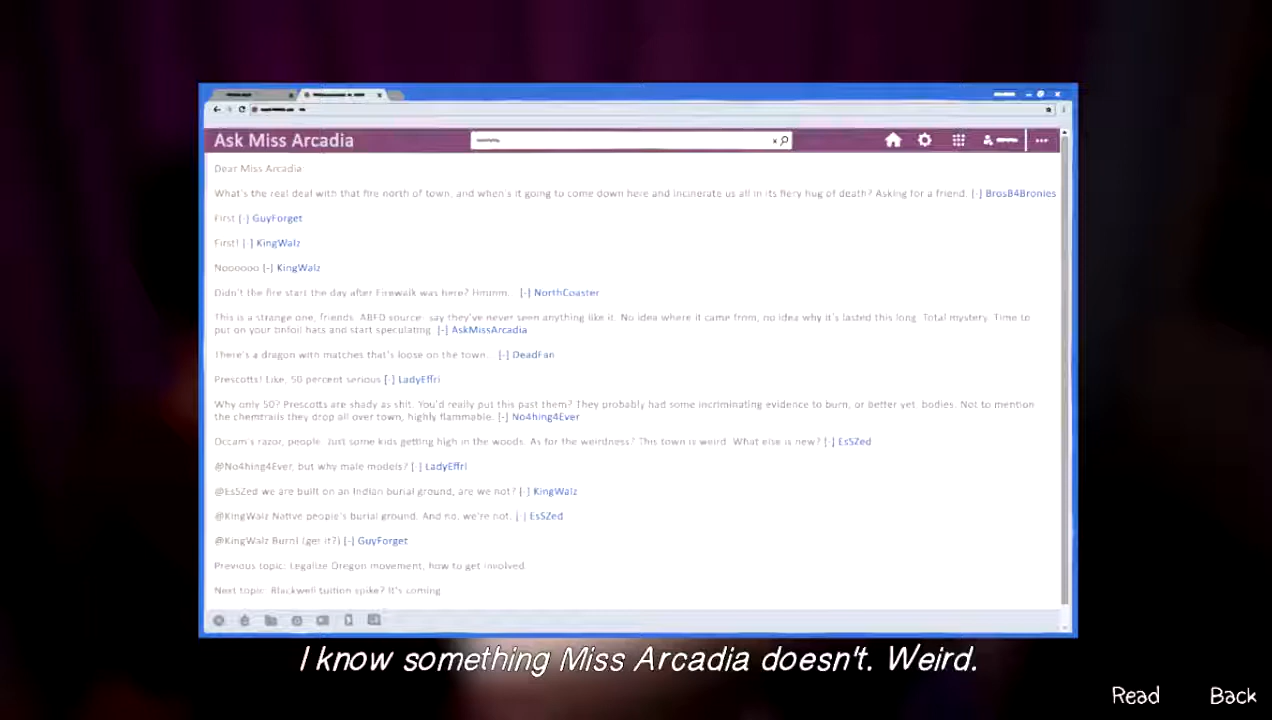 Ask Miss Arcadia
Dear Miss Arcadia
What's the real deal with that fire north of town, and when's it going to come down here and incinerate us all in its fiery hug of death? Asking for a friend. [-] BrosB4Bronies
First [-] GuyForget
First! [-] KingWalz
Noooooo [-] KingWalz
Didn't the fire start the day after Firewalk was here? Hmmm. [-] NorthCoaster
This is a strange one, friends. ABFD source say they've never seen anything like it. No idea where it came from, no idea why it's lasted this long. Total mystery. Time to
put on your tinfoil hats and start speculating. [-] AskMissArcadia
There's a dragon with matches that's loose on the town... [-] DeadFan
Prescotts! Like, 50 percent serious [-] LadyEffri
Why only 50? Prescotts are shady as shit. You'd really put this past them? They probably had some incriminating evidence to burn, or better yet, bodies. Not to mention
the chemtrails they drop all over town, highly flammable. [-] No4hing4Ever
Occam's razor, people. Just some kids getting high in the woods. As for the weirdness? This town is weird. What else is new? [-] EsSZed
@No4hing4Ever, but why male models? [-] LadyEffri
@EsSZed we are built on an Indian burial ground, are we not? [-] KingWalz
@KingWalz Native people's burial ground. And no, we're not. [-] EsSZed
@KingWalz Burn! (get it?) [-] GuyForget
Previous topic: Legalize Oregon movement, how to get involved
Next topic: Blackwell tuition spike? It's coming
I know something Miss Arcadia doesn't. Weird.
Read Back